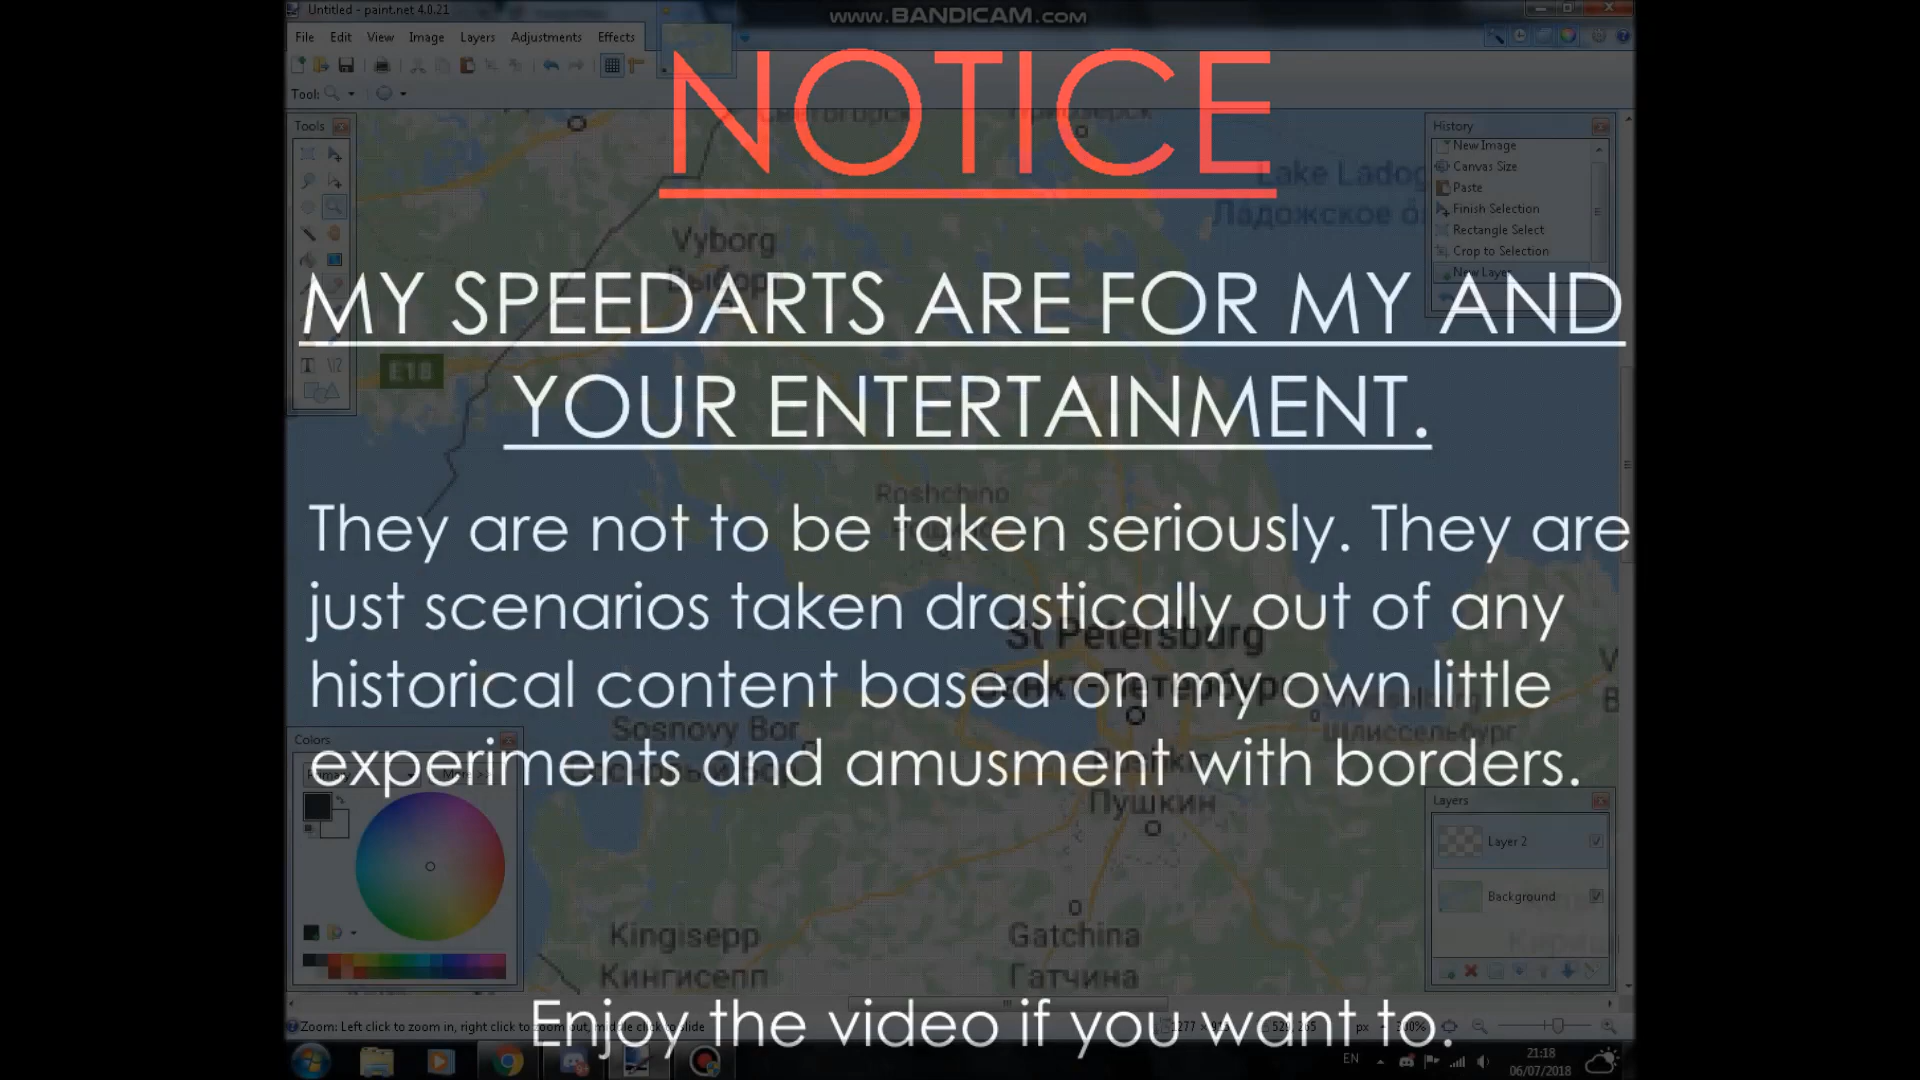 Untitled - paint.net 4.0.21
www.BANDICAM.com
File Edit View Image Layers Adjustments Effects
NOTICE
Tool:
Tools
History
New Image
Canvas Size
Paste
Finish Selection
Rectangle Select
Crop to Selection
New Layer
Vyborg
MY SPEEDARTS ARE FOR MY AND
YOUR ENTERTAINMENT.
E18
Roshchino
They are not to be taken seriously. They are
just scenarios taken drastically out of any
St Petersburg
historical content based on my own little
Sosnovy Bor
experiments and amusment with borders.
Colors
Пушкин
Layers
Layer 2
Background
Kingisepp
Кингисепп
Gatchina
Гатчина
Enjoy the video if you want to.
EN
21:18
06/07/2018